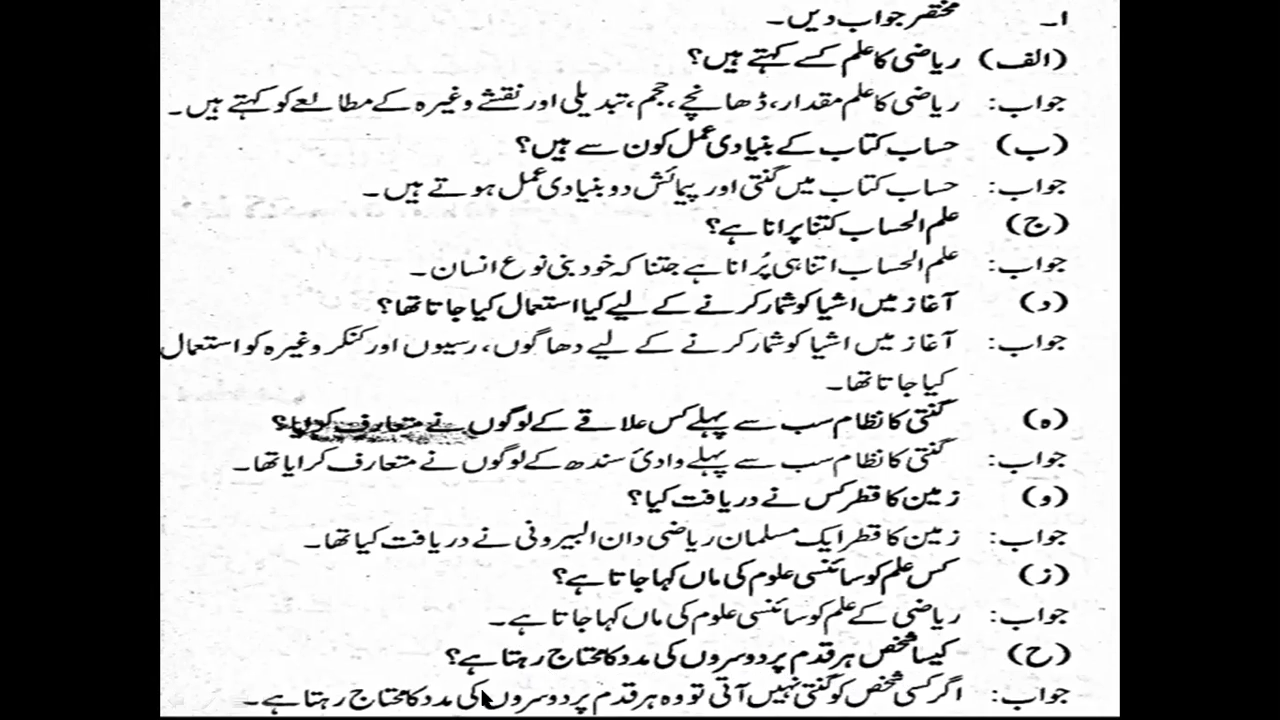 ۱۔ مختصر جواب دیں۔
(الف) ریاضی کا علم کسے کہتے ہیں؟
جواب: ریاضی کا علم مقدار، ڈھانچے، حجم، تبدیلی اور نقشے وغیرہ کے مطالعے کو کہتے ہیں۔
(ب) حساب کتاب کے بنیادی عمل کون سے ہیں؟
جواب: حساب کتاب میں گنتی اور پیمائش دو بنیادی عمل ہوتے ہیں۔
(ج) علم الحساب کتنا پرانا ہے؟
جواب: علم الحساب اتنا ہی پُرانا ہے جتنا کہ خود بنی نوع انسان۔
(د) آغاز میں اشیا کو شمار کرنے کے لیے کیا استعمال کیا جاتا تھا؟
جواب: آغاز میں اشیا کو شمار کرنے کے لیے دھاگوں، رسیوں اور کنکر وغیرہ کو استعمال
کیا جاتا تھا۔
(ہ) گنتی کا نظام سب سے پہلے کس علاقے کے لوگوں نے متعارف کروایا؟
جواب: گنتی کا نظام سب سے پہلے وادیٔ سندھ کے لوگوں نے متعارف کرایا تھا۔
(و) زمین کا قطر کس نے دریافت کیا؟
جواب: زمین کا قطر ایک مسلمان ریاضی دان البیرونی نے دریافت کیا تھا۔
(ز) کس علم کو سائنسی علوم کی ماں کہا جاتا ہے؟
جواب: ریاضی کے علم کو سائنسی علوم کی ماں کہا جاتا ہے۔
(ح) کیسا شخص ہر قدم پر دوسروں کی مدد کا محتاج رہتا ہے؟
جواب: اگر کسی شخص کو گنتی نہیں آتی تو وہ ہر قدم پر دوسروں کی مدد کا محتاج رہتا ہے۔